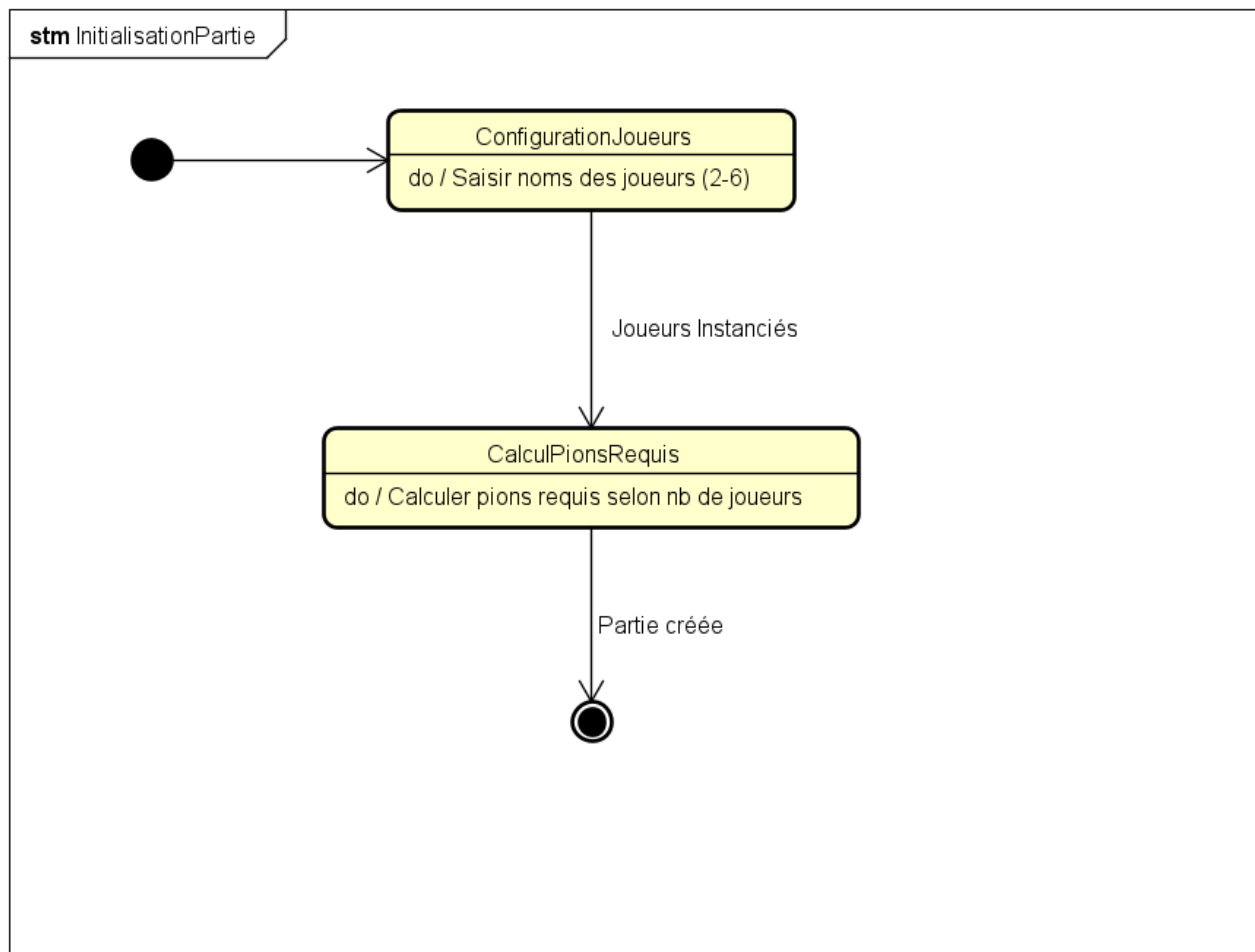 stm InitialisationPartie
ConfigurationJoueurs
do / Saisir noms des joueurs (2-6)
Joueurs Instanciés
CalculPionsRequis
do / Calculer pions requis selon nb de joueurs
Partie créée